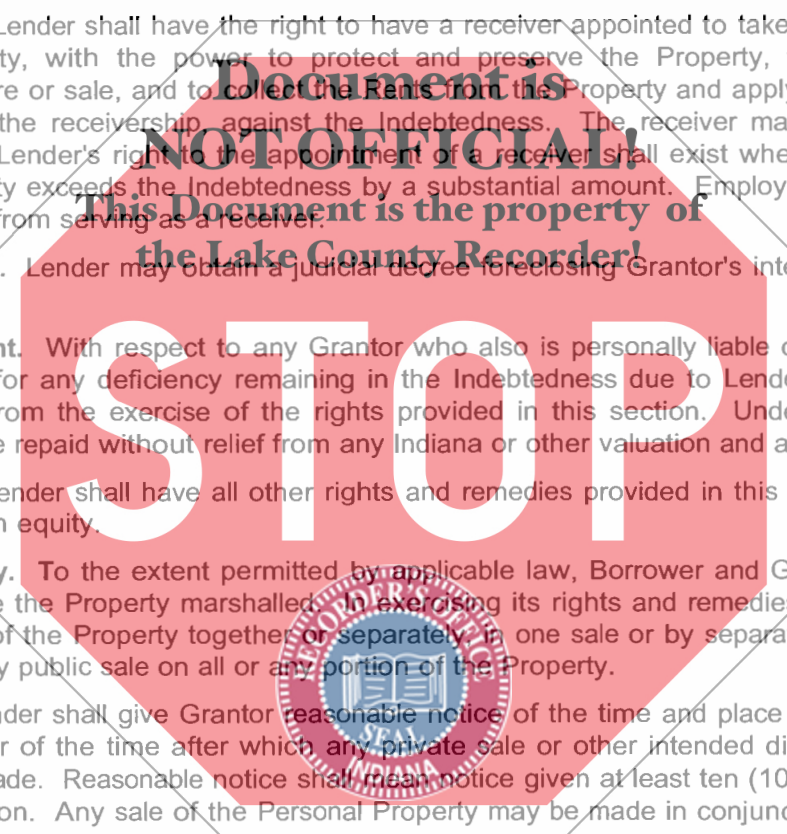 Lender shall have the right to have a receiver appointed to take
ty, with the power to protect and preserve the Property,
re or sale, and to collect the Rents from the Property and apply
the receivership, against the Indebtedness. The receiver ma
Lender's right to the appointment of a receiver shall exist whe
ty exceeds the Indebtedness by a substantial amount. Employ
from serving as a receiver.
Document is
NOT OFFICIAL!
This Document is the property of
the Lake County Recorder!
. Lender may obtain a judicial decree foreclosing Grantor's inte
nt. With respect to any Grantor who also is personally liable o
for any deficiency remaining in the Indebtedness due to Lend
rom the exercise of the rights provided in this section. Unde
e repaid without relief from any Indiana or other valuation and a
STOP
ender shall have all other rights and remedies provided in this
n equity.
y. To the extent permitted by applicable law, Borrower and G
e the Property marshalled. In exercising its rights and remedie
of the Property together or separately, in one sale or by separa
y public sale on all or any portion of the Property.
RECORDER'S OFFICE
SEAL
INDIANA
nder shall give Grantor reasonable notice of the time and place
r of the time after which any private sale or other intended di
ade. Reasonable notice shall mean notice given at least ten (10
on. Any sale of the Personal Property may be made in conjunc